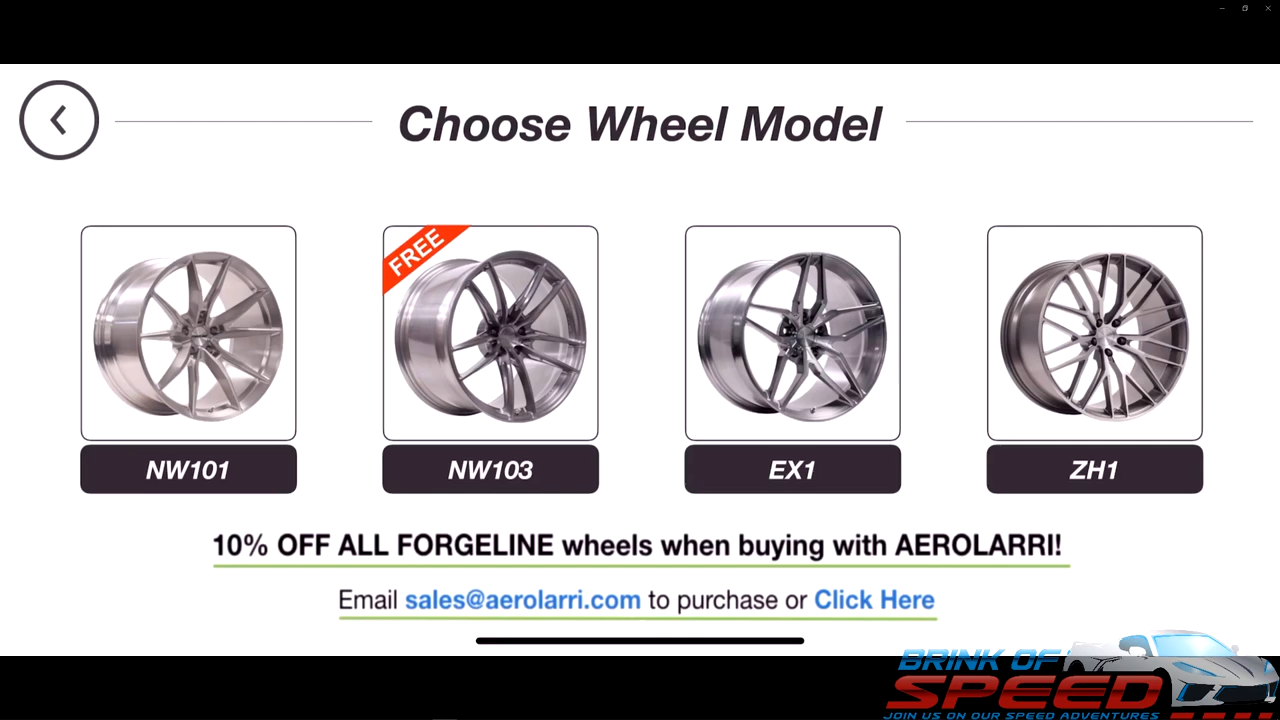 Choose Wheel Model
FREE
NW101
NW103
EX1
ZH1
10% OFF ALL FORGELINE wheels when buying with AEROLARRI!
Email sales@aerolarri.com to purchase or Click Here
BRINK OF
SPEED
JOIN US ON OUR SPEED ADVENTURES